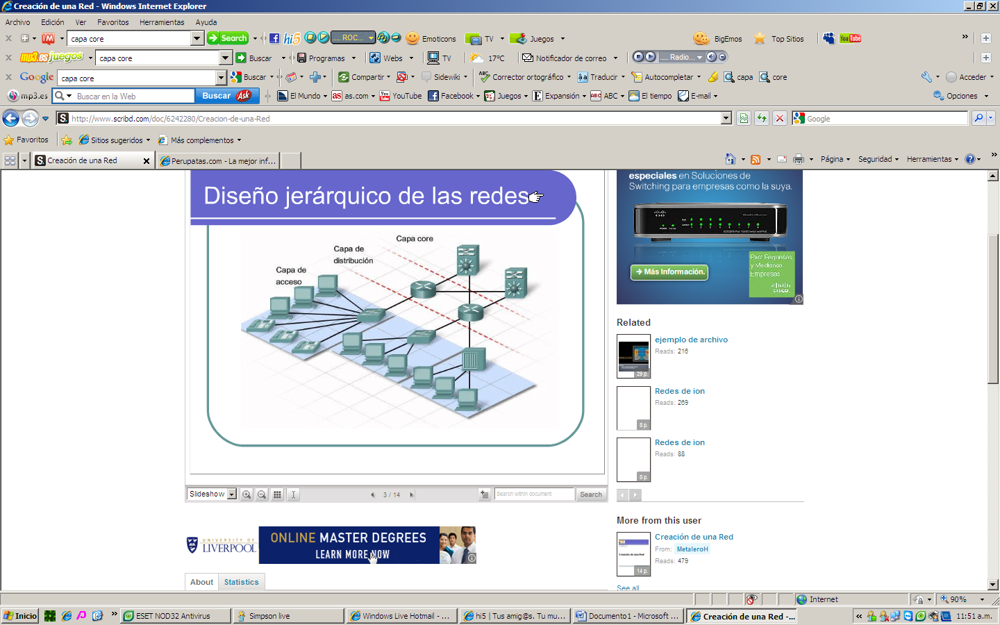 Creación de una Red - Windows Internet Explorer
Archivo Edición Ver Favoritos Herramientas Ayuda
capa core Search hi5 ..... ROC... Emoticons TV Juegos BigEmos Top Sitios You Tube »
mp3.es juegos capa core Buscar Programas Webs TV 17°C Notificador de correo ..... Radio...
Google capa core Buscar Compartir Sidewiki Corrector ortográfico Traducir Autocompletar capa core Acceder
mp3.es Buscar en la Web Buscar Ask El Mundo as.com YouTube Facebook Juegos Expansión ABC El tiempo E-mail Opciones
http://www.scribd.com/doc/6242280/Creacion-de-una-Red Google
Favoritos Sitios sugeridos Más complementos
Creación de una Red Perupatas.com - La mejor inf... Página Seguridad Herramientas »
Diseño jerárquico de las redes
Capa core
Capa de
distribución
Capa de
acceso
especiales en Soluciones de
Switching para empresas como la suya.
CISCO
Más Información.
Para Pequeñas
y Medianas
Empresas
CISCO
Related
ejemplo de archivo
Reads: 216
29 p.
Redes de ion
Reads: 269
8 p.
Redes de ion
Reads: 88
8 p.
Slideshow 3 / 14 Search within document Search
More from this user
Creación de una Red
From: MetaleroH
Reads: 479
14 p.
See all
UNIVERSITY OF
LIVERPOOL
ONLINE MASTER DEGREES
LEARN MORE NOW
About Statistics
Internet 90%
Inicio » ESET NOD32 Antivirus Simpson live Windows Live Hotmail - ... hi5 | Tus amig@s. Tu mu... Documento1 - Microsoft ... Creación de una Red -... « 11:51 a.m.